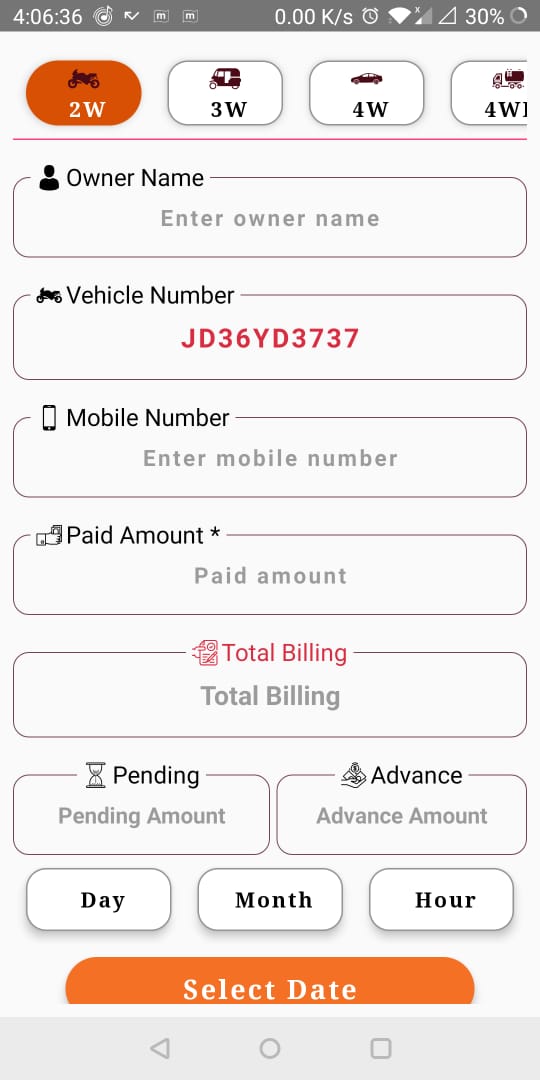 4:06:36 m m 0.00 K/s x 30%
2W 3W 4W
Owner Name
Enter owner name
Vehicle Number
JD36YD3737
Mobile Number
Enter mobile number
Paid Amount *
Paid amount
Total Billing
Total Billing
Pending Advance
Pending Amount Advance Amount
Day Month Hour
Select Date